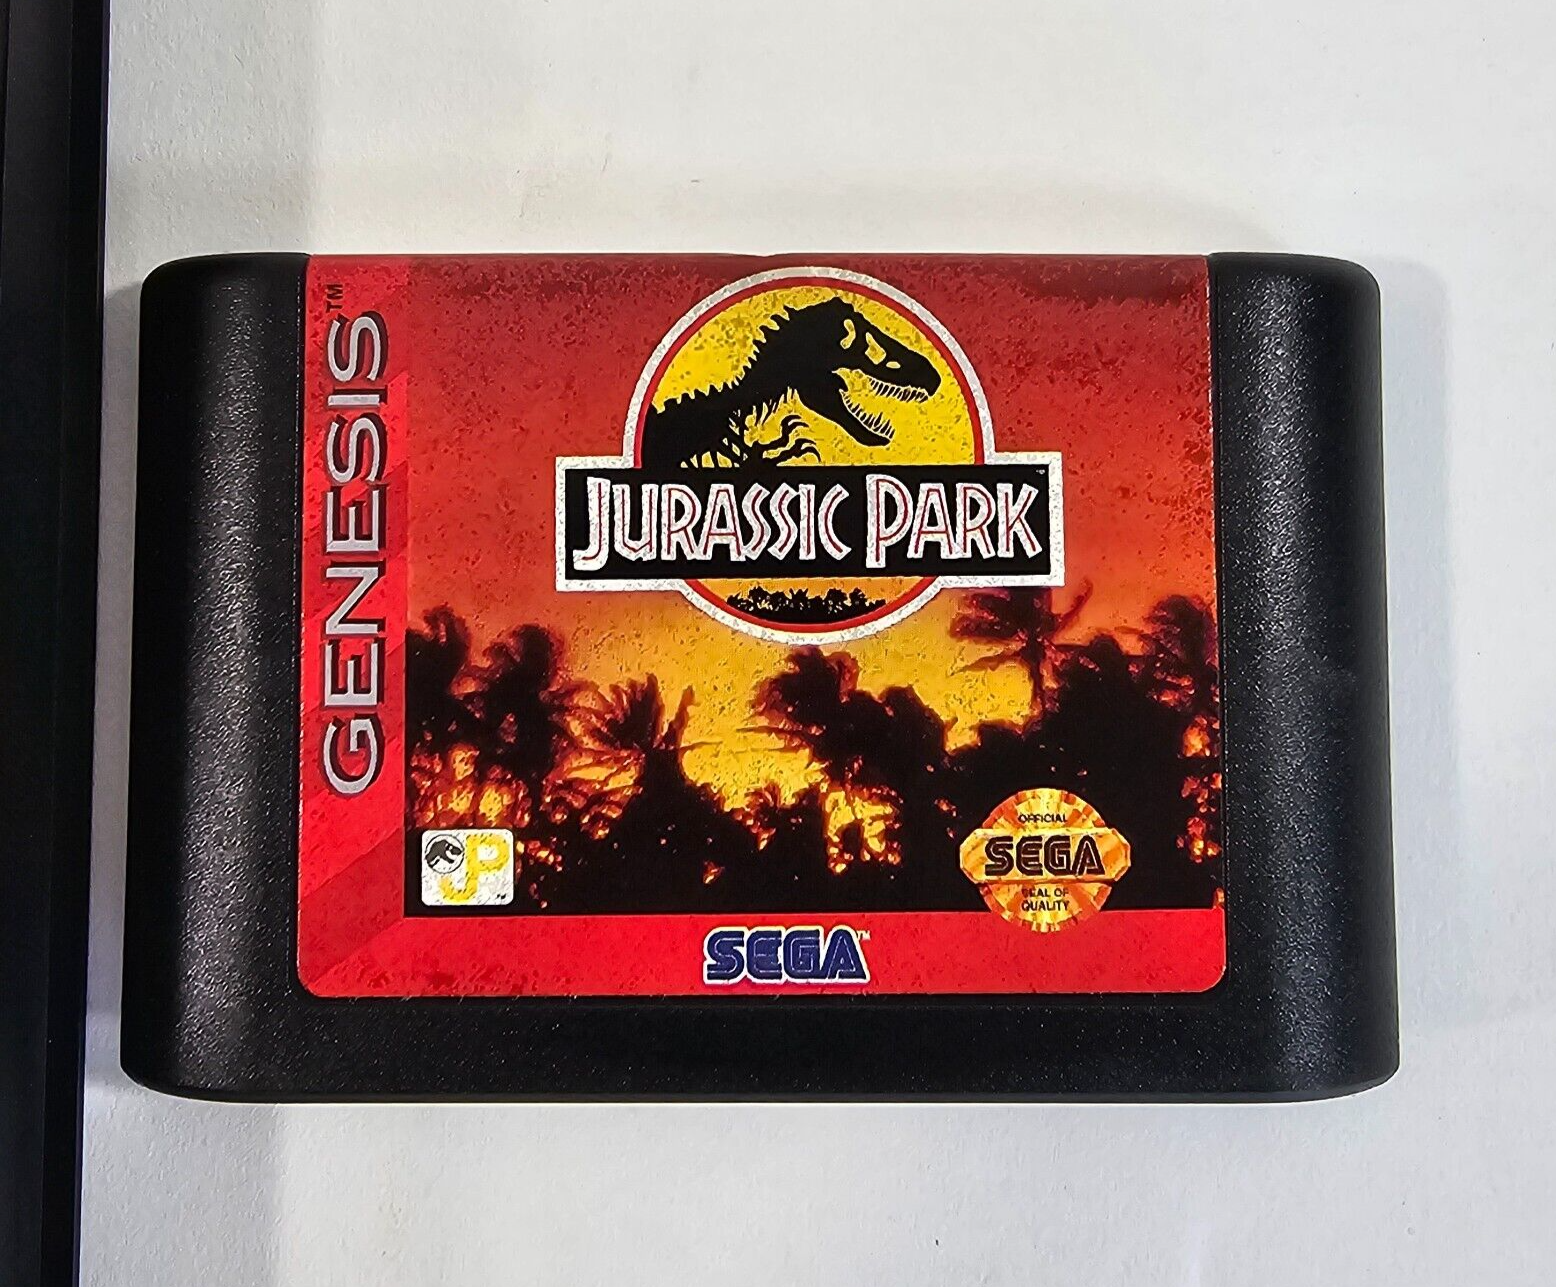 GENESIS™
JURASSIC PARK
JP
OFFICIAL
SEGA
SEAL OF
QUALITY
SEGA™